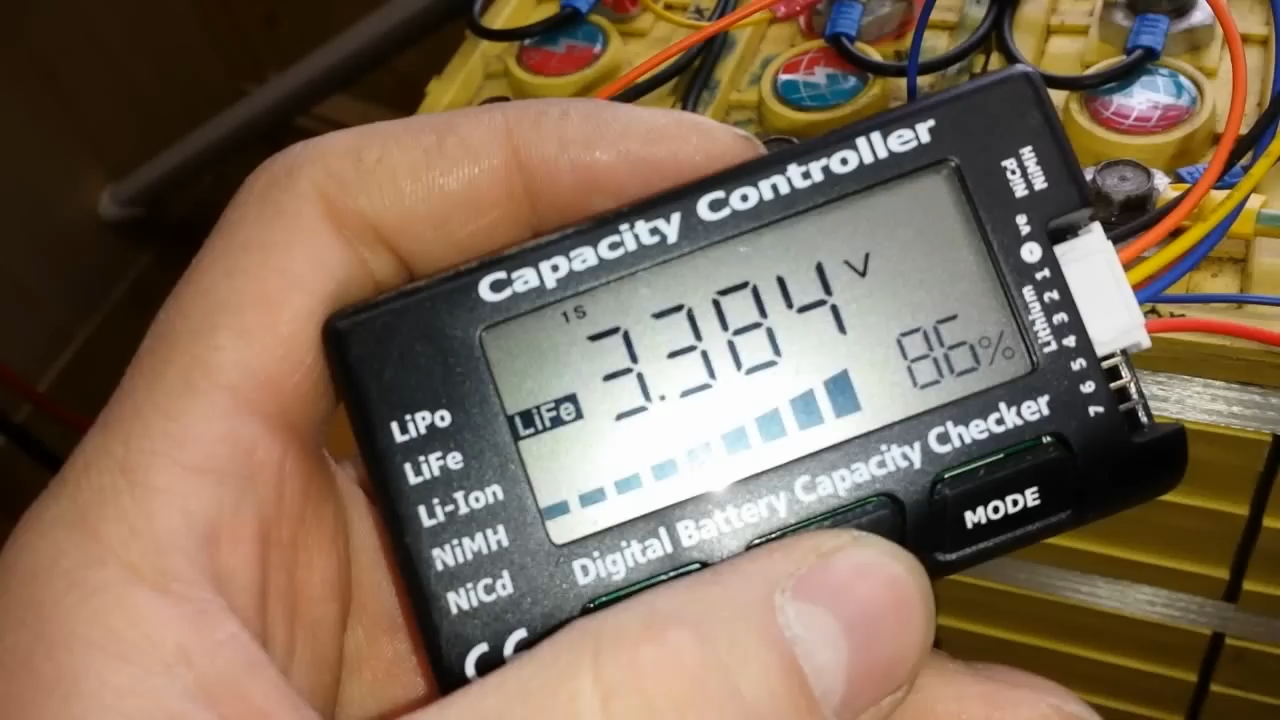 Capacity Controller
1S
3.384 V
LiFe
86%
LiPo
LiFe
Li-Ion
NiMH
NiCd
Digital Battery Capacity Checker
MODE
CE
NiCd
NiMH
Lithium 1 2 3 4 5 6 7
ve